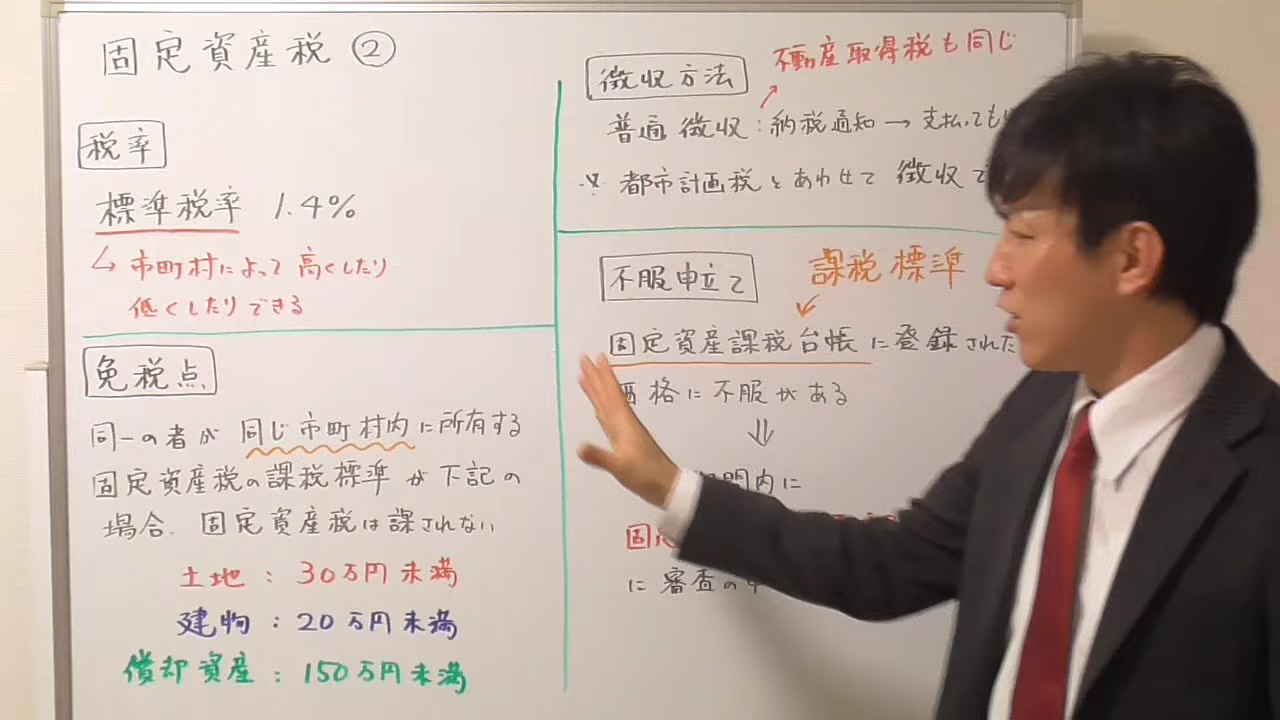 固定資産税 ②
税率
標準税率 1.4%
↳ 市町村によって 高くしたり
低くしたりできる
免税点
同一の者が 同じ市町村内に所有する
固定資産税の課税標準が下記の
場合、固定資産税は課されない
土地 : 30万円未満
建物 : 20万円未満
償却資産 : 150万円未満
不動産取得税も同じ
徴収方法
普通徴収 : 納税通知 → 支払っても
※ 都市計画税とあわせて 徴収
不服申立て
課税標準
固定資産課税台帳に登録された
価格に不服がある
⇓
間内に
固
に審査の